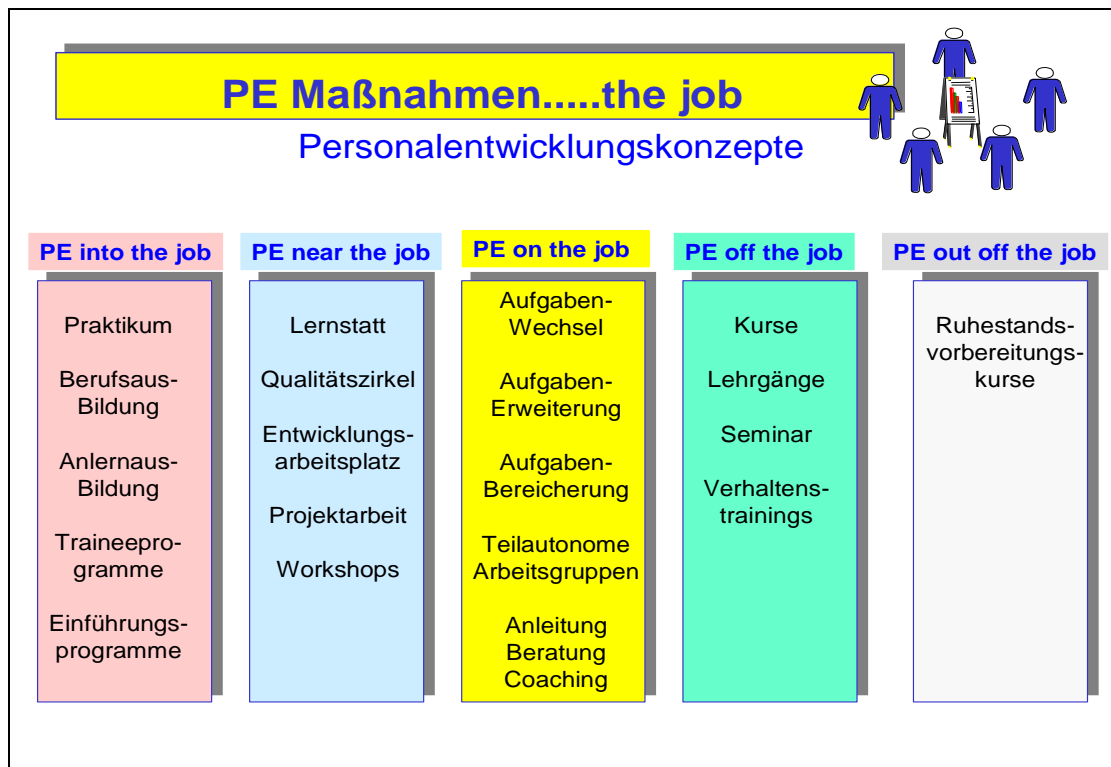 PE Maßnahmen.....the job
Personalentwicklungskonzepte
PE into the job
Praktikum
Berufsaus-
Bildung
Anlernaus-
Bildung
Traineepro-
gramme
Einführungs-
programme
PE near the job
Lernstatt
Qualitätszirkel
Entwicklungs-
arbeitsplatz
Projektarbeit
Workshops
PE on the job
Aufgaben-
Wechsel
Aufgaben-
Erweiterung
Aufgaben-
Bereicherung
Teilautonome
Arbeitsgruppen
Anleitung
Beratung
Coaching
PE off the job
Kurse
Lehrgänge
Seminar
Verhaltens-
trainings
PE out off the job
Ruhestands-
vorbereitungs-
kurse